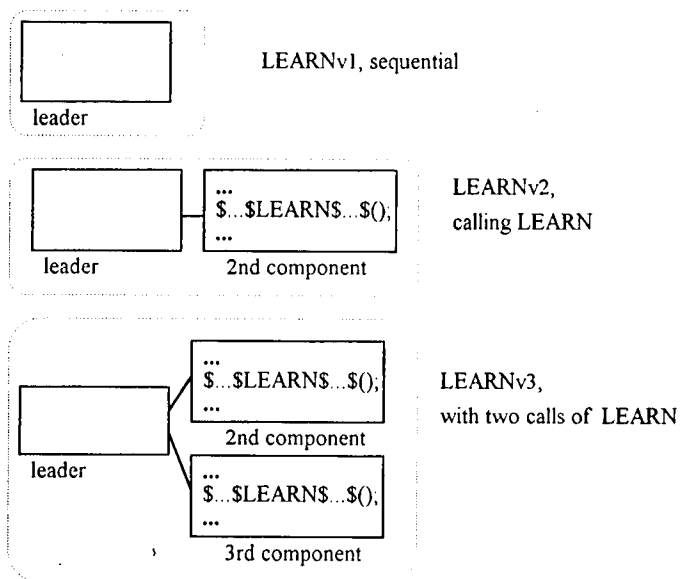 LEARNv1, sequential
leader
...
$...$LEARN$...$();
...
LEARNv2,
calling LEARN
leader
2nd component
...
$...$LEARN$...$();
...
2nd component
LEARNv3,
with two calls of LEARN
leader
...
$...$LEARN$...$();
...
3rd component